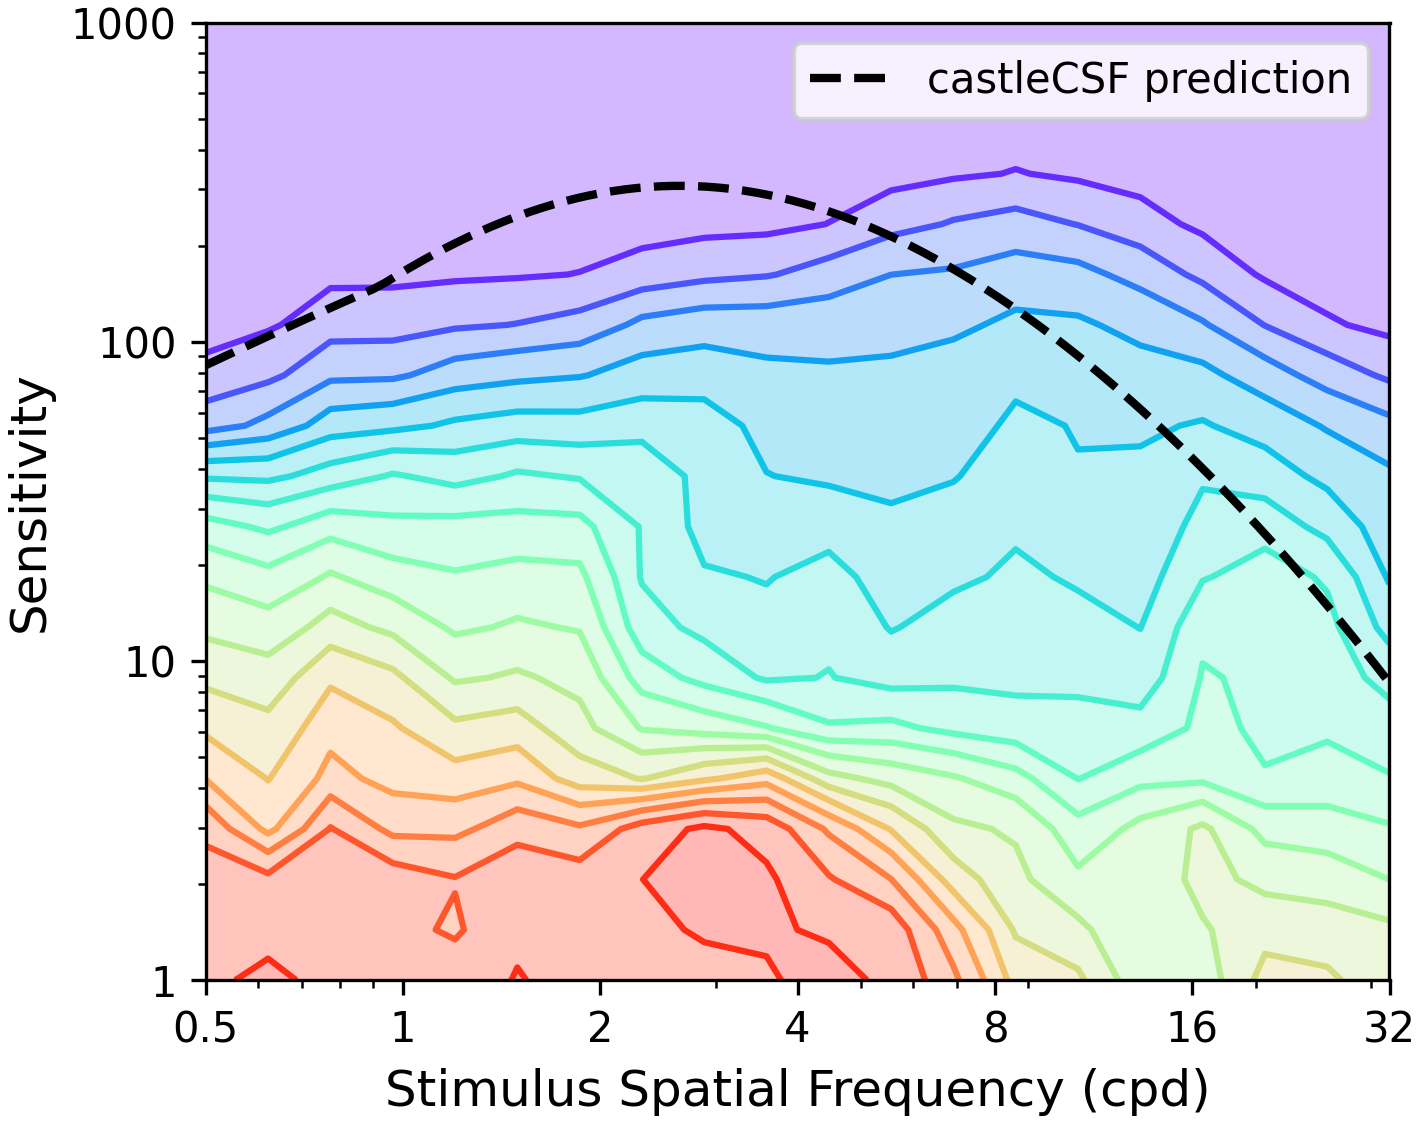 1000
castleCSF prediction
100
Sensitivity
10
1
0.5 1 2 4 8 16 32
Stimulus Spatial Frequency (cpd)